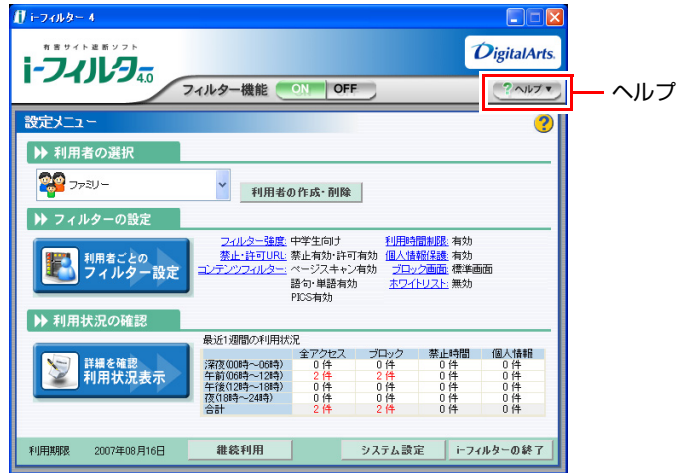 i-フィルター 4
有害サイト遮断ソフト
i-フィルター4.0
DigitalArts.
フィルター機能 ON OFF
?ヘルプ▼
ヘルプ
設定メニュー
?
利用者の選択
ファミリー
利用者の作成・削除
フィルターの設定
利用者ごとの
フィルター設定
フィルター強度: 中学生向け
禁止・許可URL: 禁止有効・許可有効
コンテンツフィルター: ページスキャン有効
語句・単語有効
PICS有効
利用時間制限: 有効
個人情報保護: 有効
ブロック画面: 標準画面
ホワイトリスト: 無効
利用状況の確認
詳細を確認
利用状況表示
最近1週間の利用状況
全アクセス ブロック 禁止時間 個人情報
深夜(00時～06時) 0 件 0 件 0 件 0 件
午前(06時～12時) 2 件 2 件 0 件 0 件
午後(12時～18時) 0 件 0 件 0 件 0 件
夜(18時～24時) 0 件 0 件 0 件 0 件
合計 2 件 2 件 0 件 0 件
利用期限 2007年08月16日
継続利用
システム設定
i-フィルターの終了